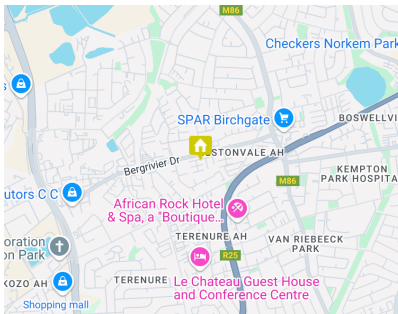 M86
Checkers Norkem Park
s
SPAR Birchgate
BOSWELLVI
STONVALE AH
Bergrivier Dr
KEMPTON
PARK HOSPITA
M86
utors C C
African Rock Hotel
& Spa, a "Boutique...
TERENURE AH
oration
on Park
VAN RIEBEECK
PARK
R25
KOZO AH
TERENURE
Le Chateau Guest House
and Conference Centre
Shopping mall